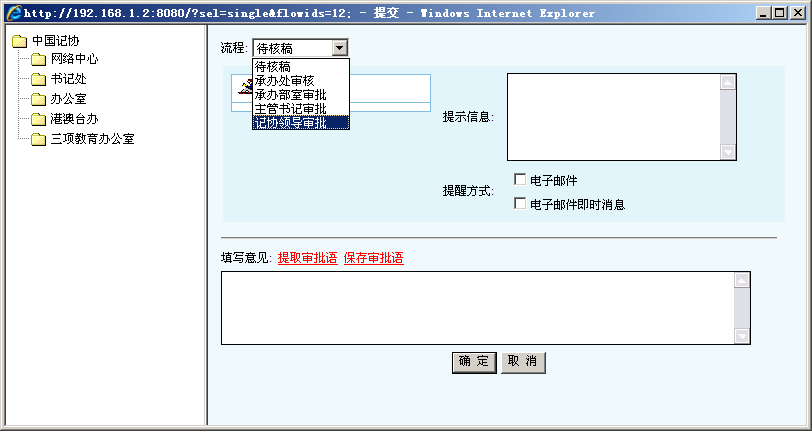 http://192.168.1.2:8080/?sel=single&flowids=12; - 提交 - Windows Internet Explorer
中国记协
网络中心
书记处
办公室
港澳台办
三项教育办公室
流程: 待核稿
待核稿
承办处审核
承办部室审批
主管书记审批
记协领导审批
提示信息:
提醒方式:
电子邮件
电子邮件即时消息
填写意见: 提取审批语 保存审批语
确 定 取 消